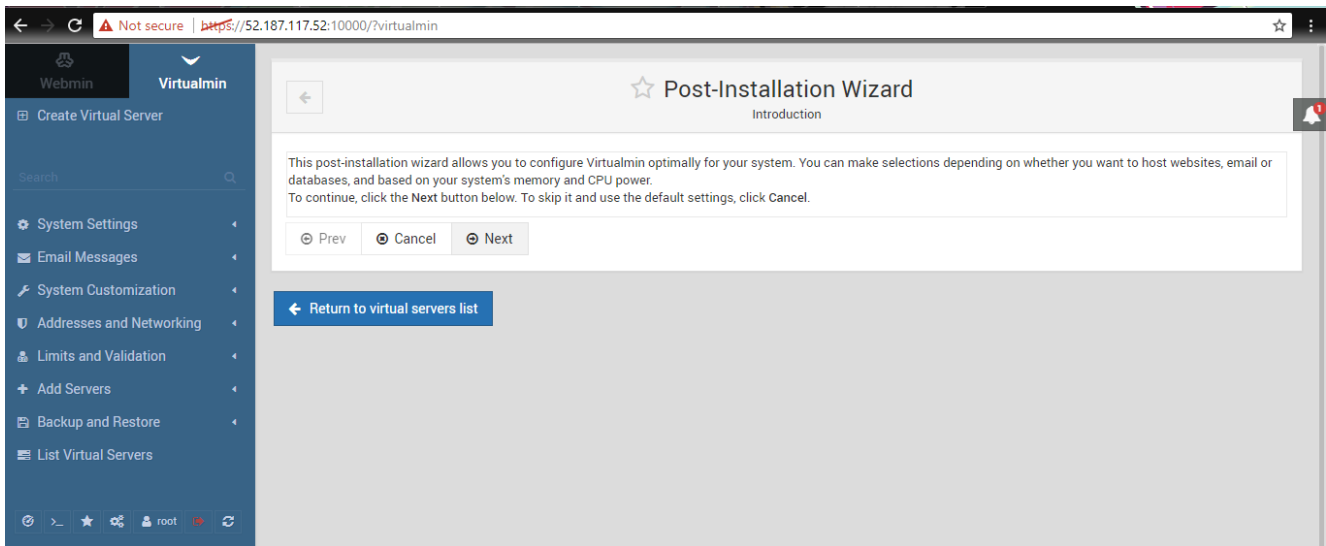 Not secure | https://52.187.117.52:10000/?virtualmin
Webmin
Virtualmin
Create Virtual Server
Search
System Settings
Email Messages
System Customization
Addresses and Networking
Limits and Validation
Add Servers
Backup and Restore
List Virtual Servers
root
Post-Installation Wizard
Introduction
1
This post-installation wizard allows you to configure Virtualmin optimally for your system. You can make selections depending on whether you want to host websites, email or
databases, and based on your system's memory and CPU power.
To continue, click the Next button below. To skip it and use the default settings, click Cancel.
Prev Cancel Next
Return to virtual servers list